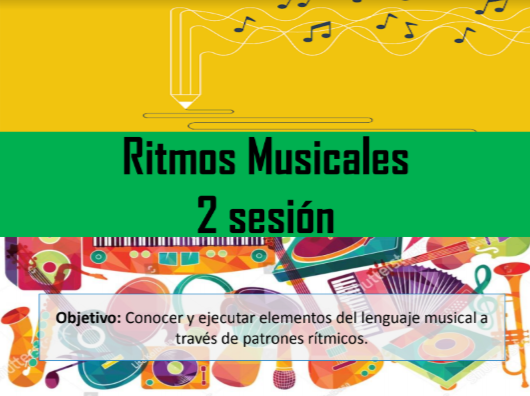 Ritmos Musicales
2 sesión
Objetivo: Conocer y ejecutar elementos del lenguaje musical a
través de patrones rítmicos.